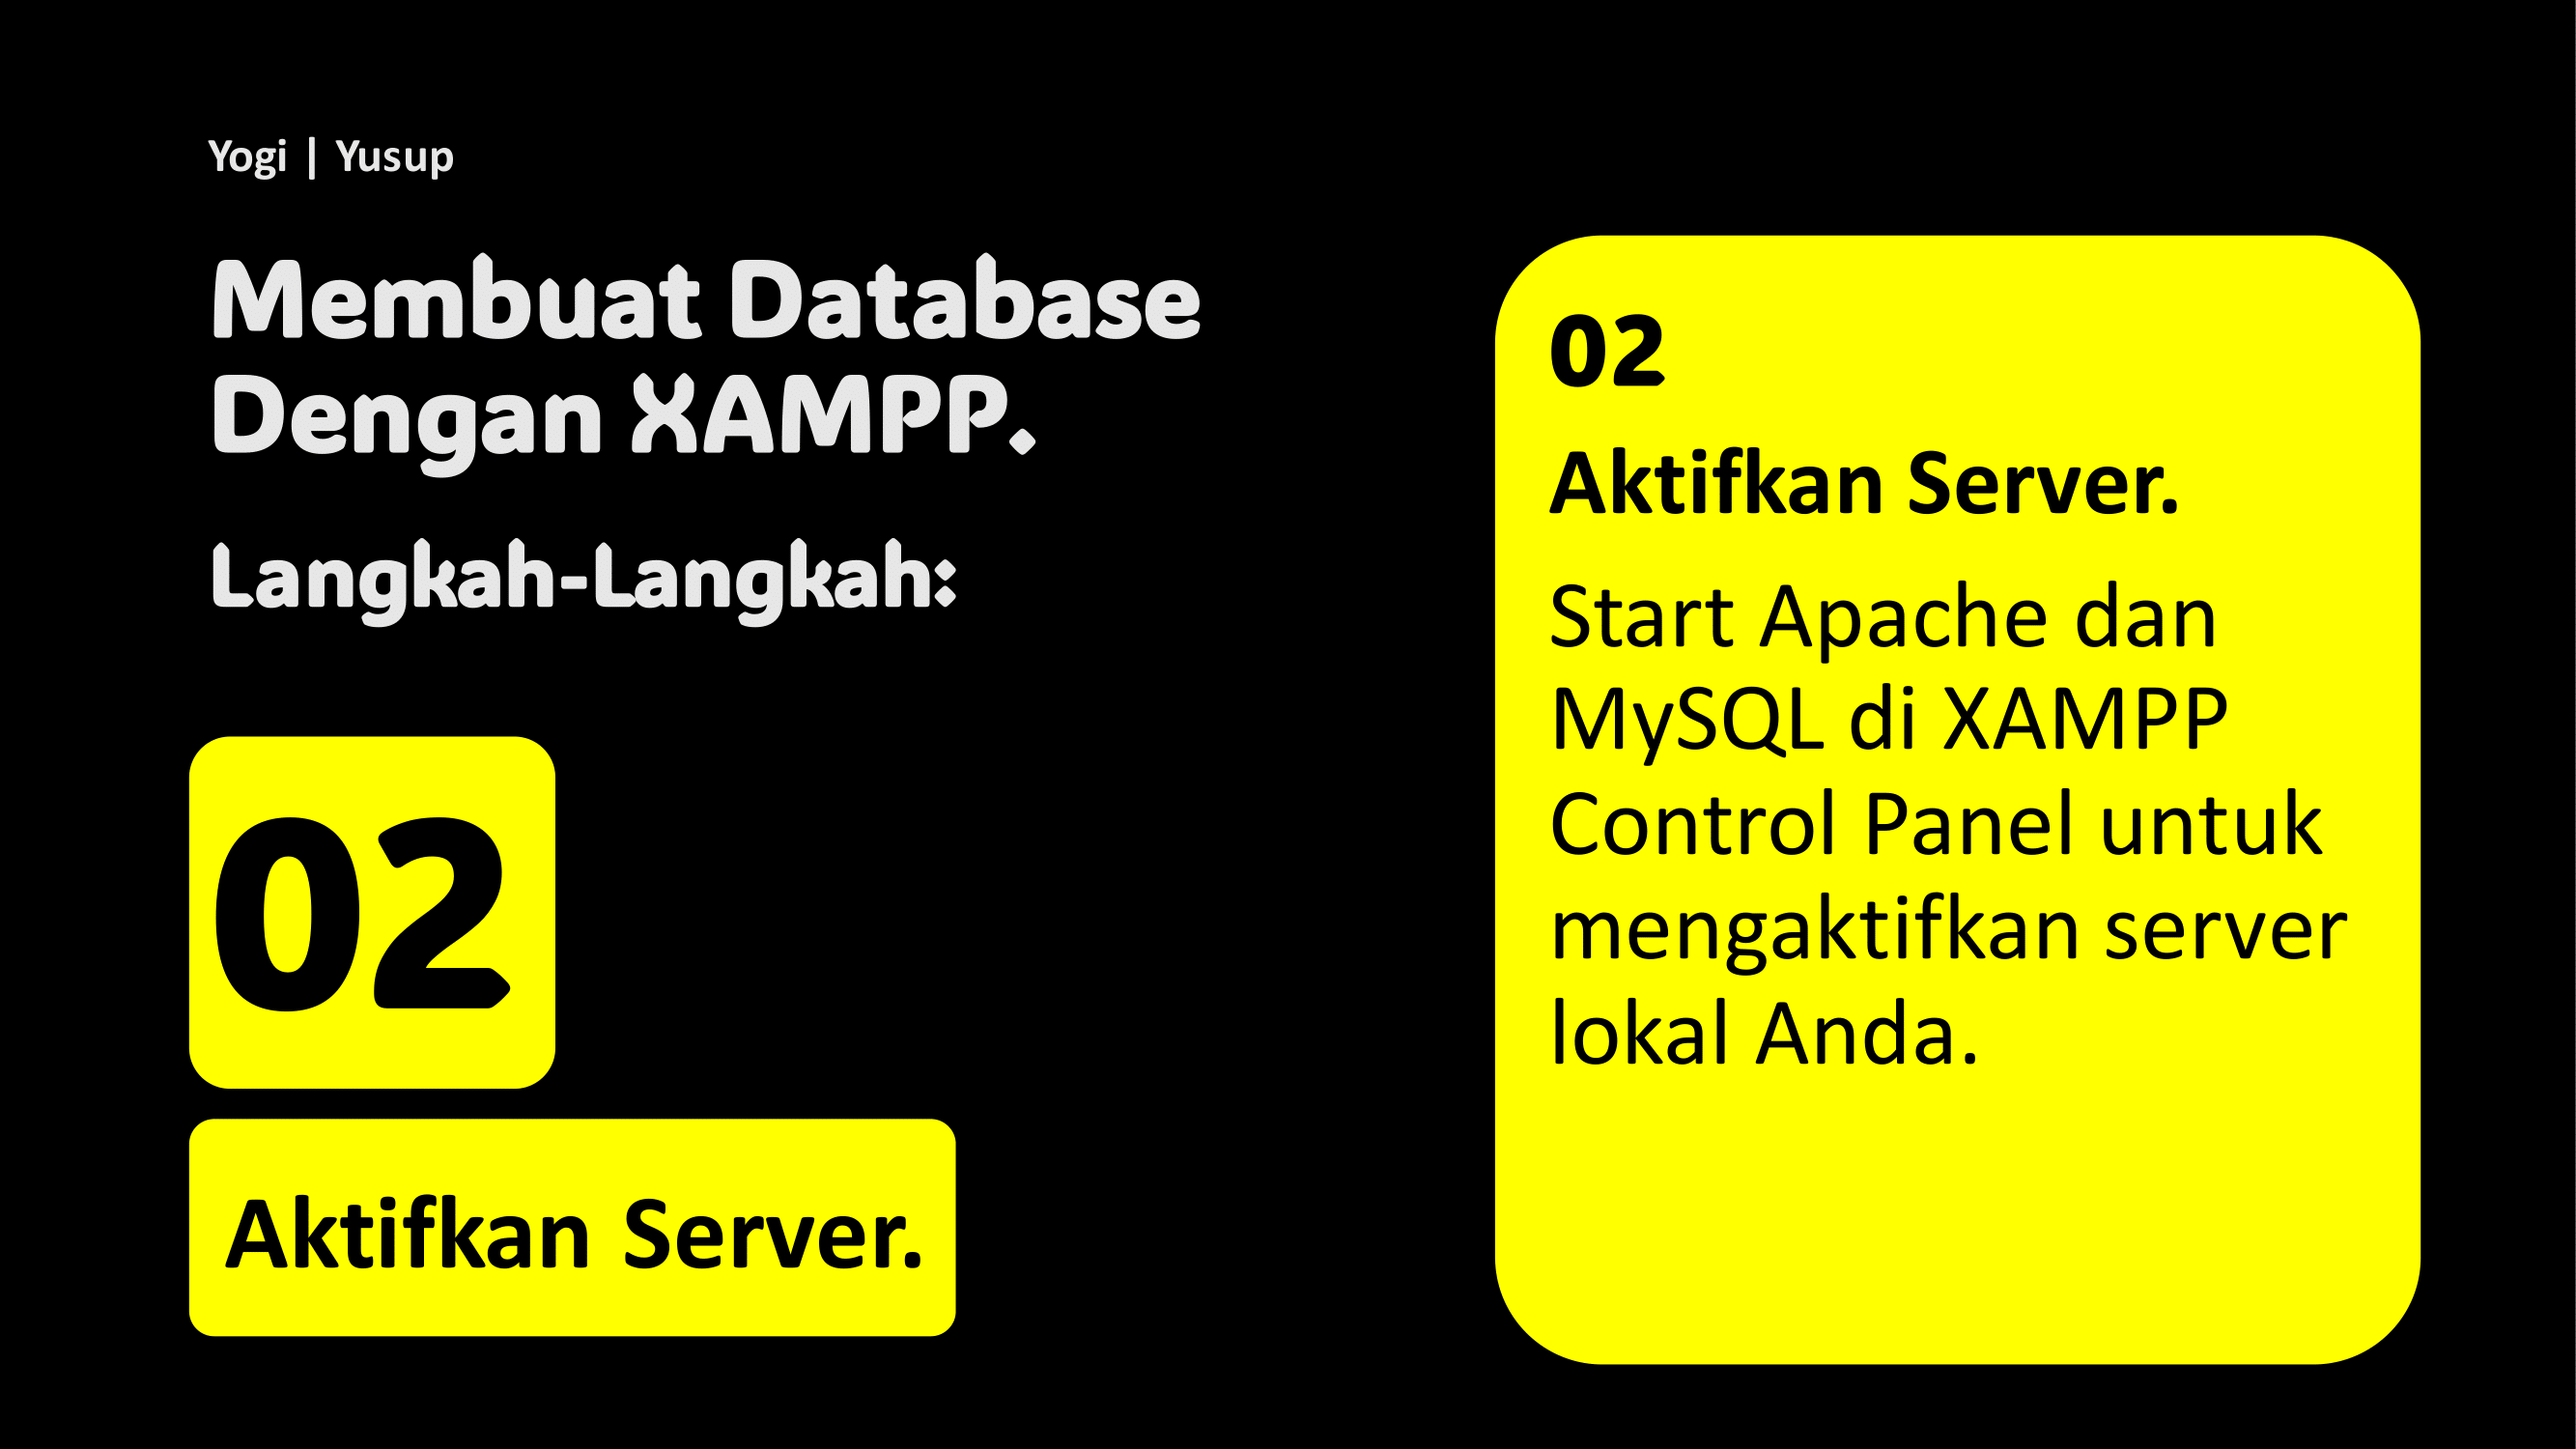 Yogi | Yusup
Membuat Database
Dengan XAMPP.
Langkah-Langkah:
02
Aktifkan Server.
02
Aktifkan Server.
Start Apache dan
MySQL di XAMPP
Control Panel untuk
mengaktifkan server
lokal Anda.